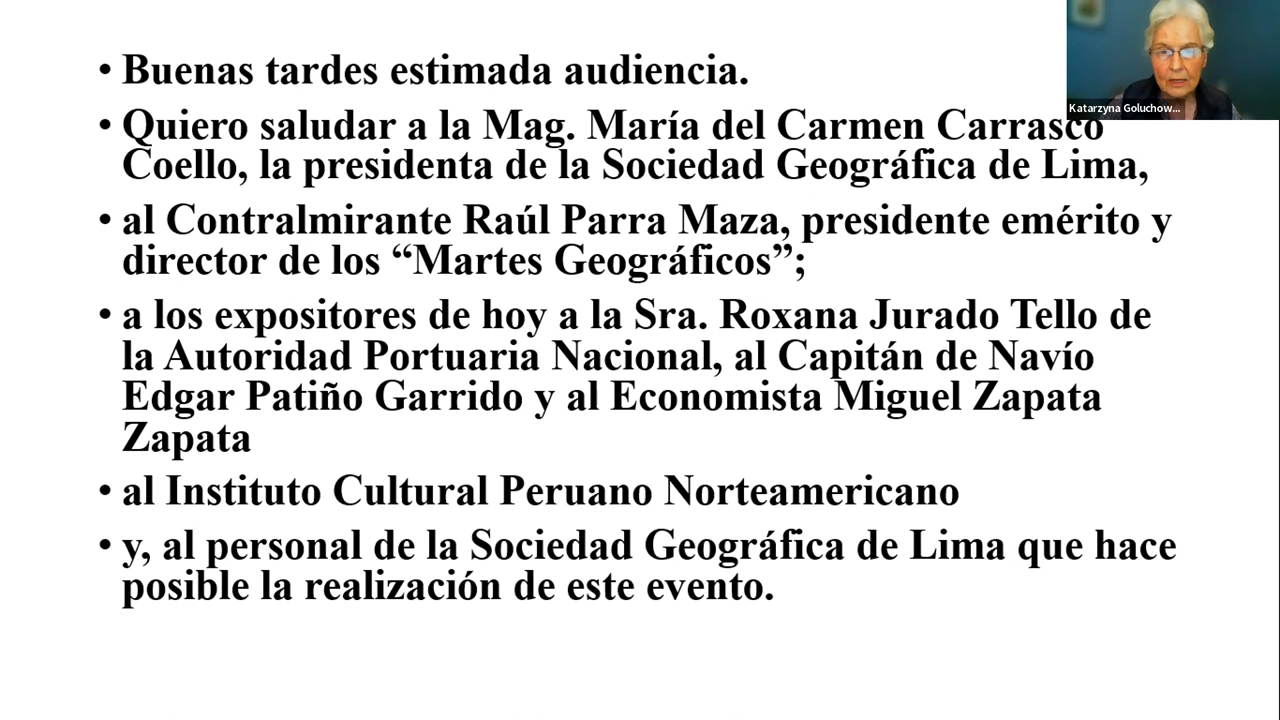 • Buenas tardes estimada audiencia.
• Quiero saludar a la Mag. María del Carmen Carrasco
Coello, la presidenta de la Sociedad Geográfica de Lima,
• al Contralmirante Raúl Parra Maza, presidente emérito y
director de los “Martes Geográficos”;
• a los expositores de hoy a la Sra. Roxana Jurado Tello de
la Autoridad Portuaria Nacional, al Capitán de Navío
Edgar Patiño Garrido y al Economista Miguel Zapata
Zapata
• al Instituto Cultural Peruano Norteamericano
• y, al personal de la Sociedad Geográfica de Lima que hace
posible la realización de este evento.
Katarzyna Goluchow...